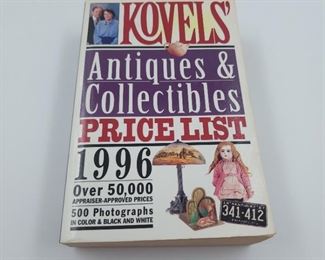 KOVELS'
Antiques &
Collectibles
PRICE LIST
1996
Over 50,000
APPRAISER-APPROVED PRICES
500 Photographs
IN COLOR & BLACK AND WHITE
341-412